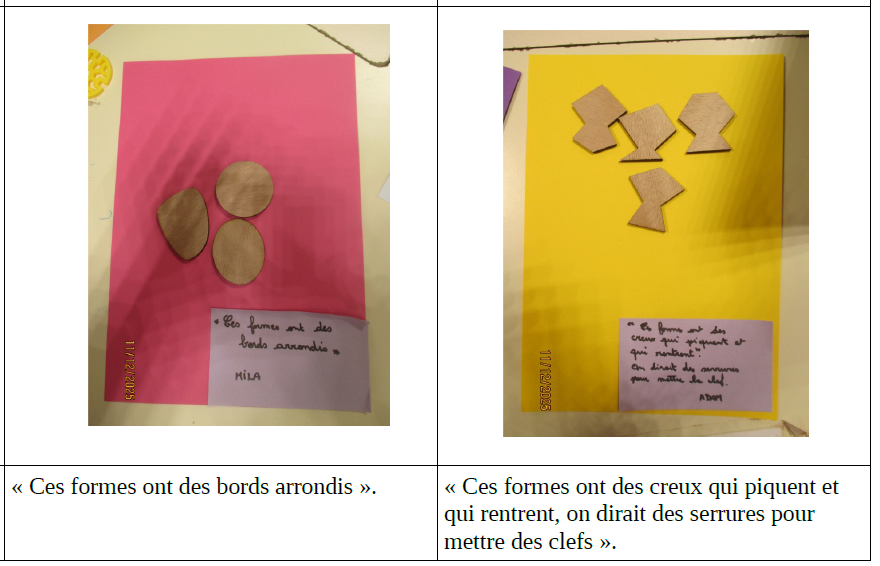 « Ces formes ont des
bords arrondis »
MILA
11/12/2025
« Ces formes ont des
creux qui piquent et
qui rentrent".
On dirait des serrures
pour mettre la clef.
ADAM
11/12/2025
« Ces formes ont des bords arrondis ».
« Ces formes ont des creux qui piquent et
qui rentrent, on dirait des serrures pour
mettre des clefs ».